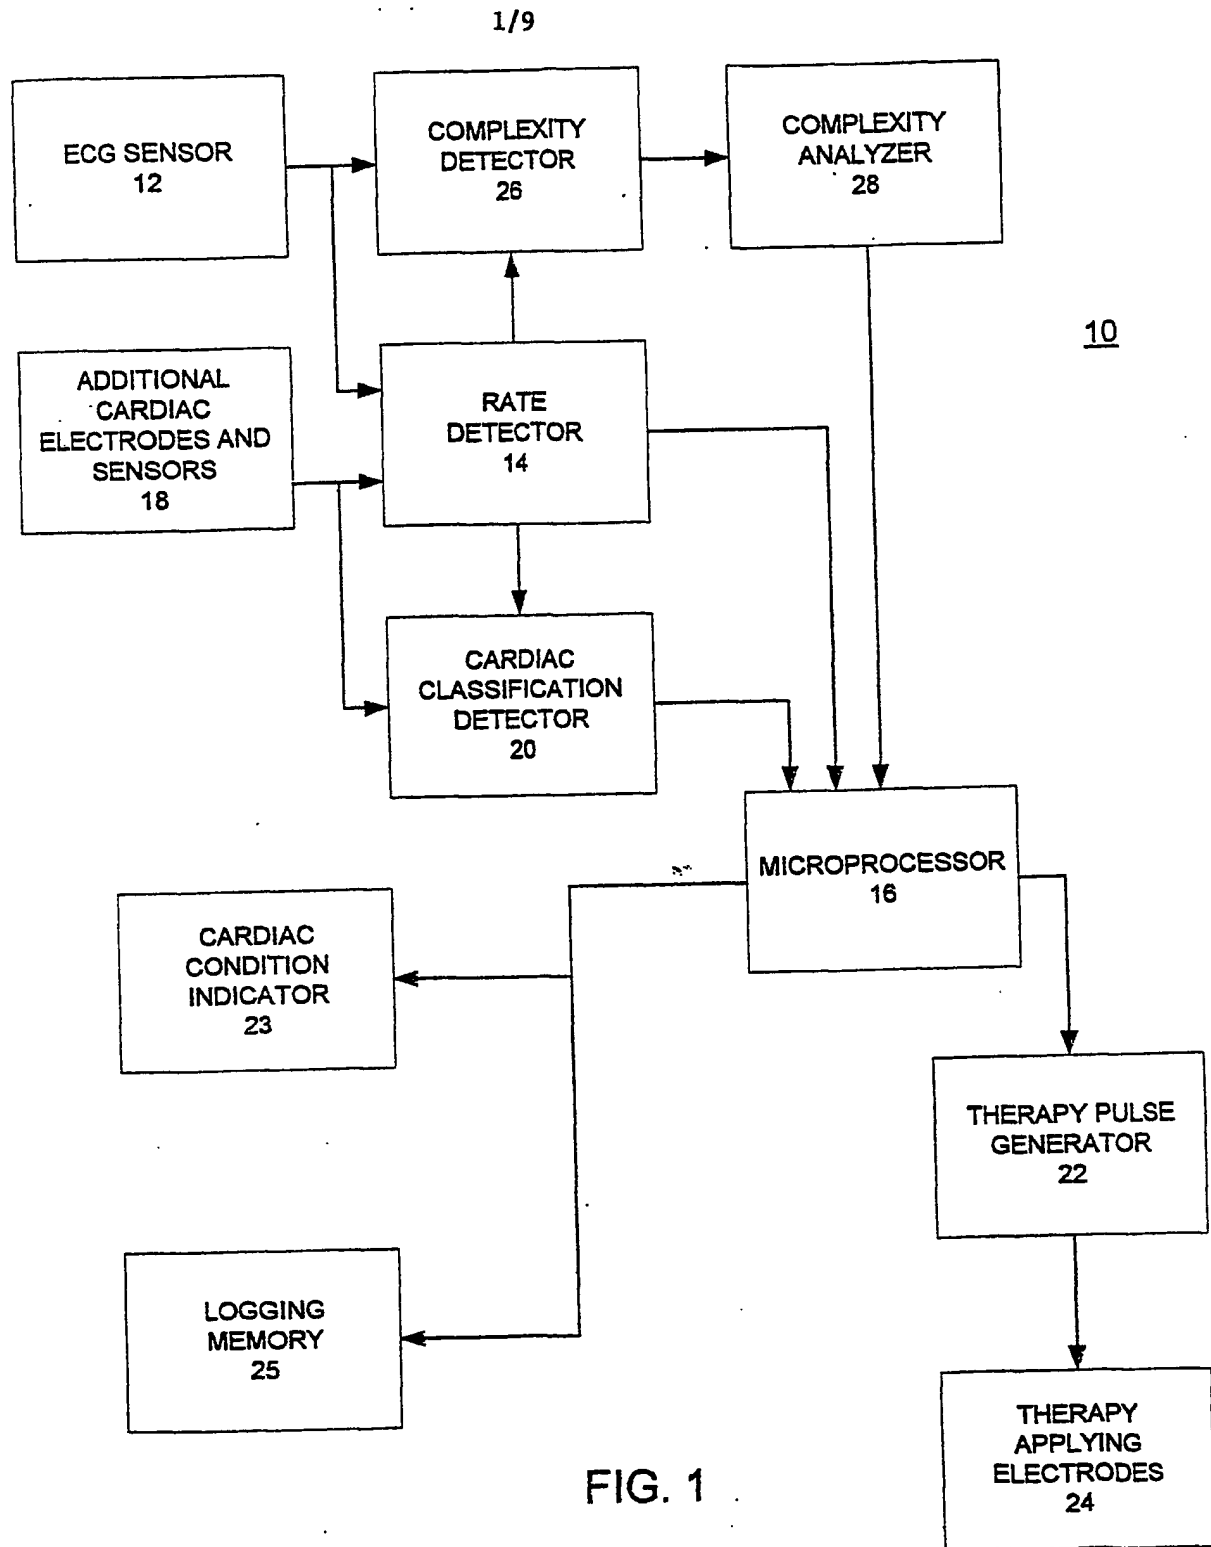 1/9
ECG SENSOR
12
COMPLEXITY
DETECTOR
26
COMPLEXITY
ANALYZER
28
10
ADDITIONAL
CARDIAC
ELECTRODES AND
SENSORS
18
RATE
DETECTOR
14
CARDIAC
CLASSIFICATION
DETECTOR
20
MICROPROCESSOR
16
CARDIAC
CONDITION
INDICATOR
23
THERAPY PULSE
GENERATOR
22
LOGGING
MEMORY
25
THERAPY
APPLYING
ELECTRODES
24
FIG. 1